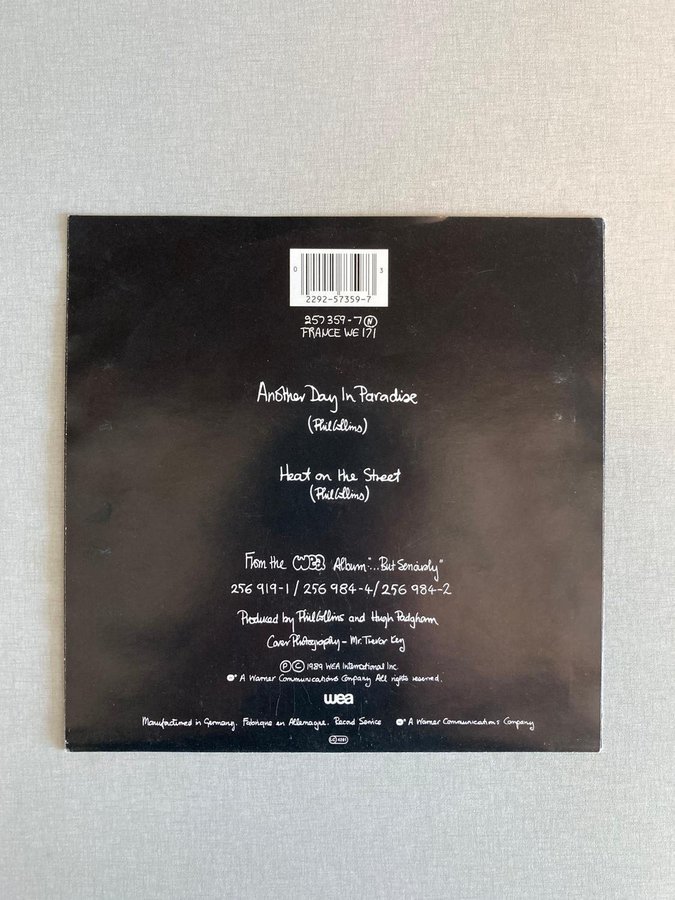 0 3
2292-57359-7
257359-7 N
FRANCE WE 171
Another Day In Paradise
(Phil Collins)
Heat on the Street
(Phil Collins)
From the wea Album "...But Seriously"
256 919-1 / 256 984-4 / 256 984-2
Produced by Phil Collins and Hugh Padgham
Cover Photography - Mr. Trevor Key
Ⓟ Ⓒ 1989 WEA International Inc.
A Warner Communications Company All rights reserved.
wea
Manufactured in Germany. Fabriqué en Allemagne. Record Service A Warner Communications Company
LC 4281